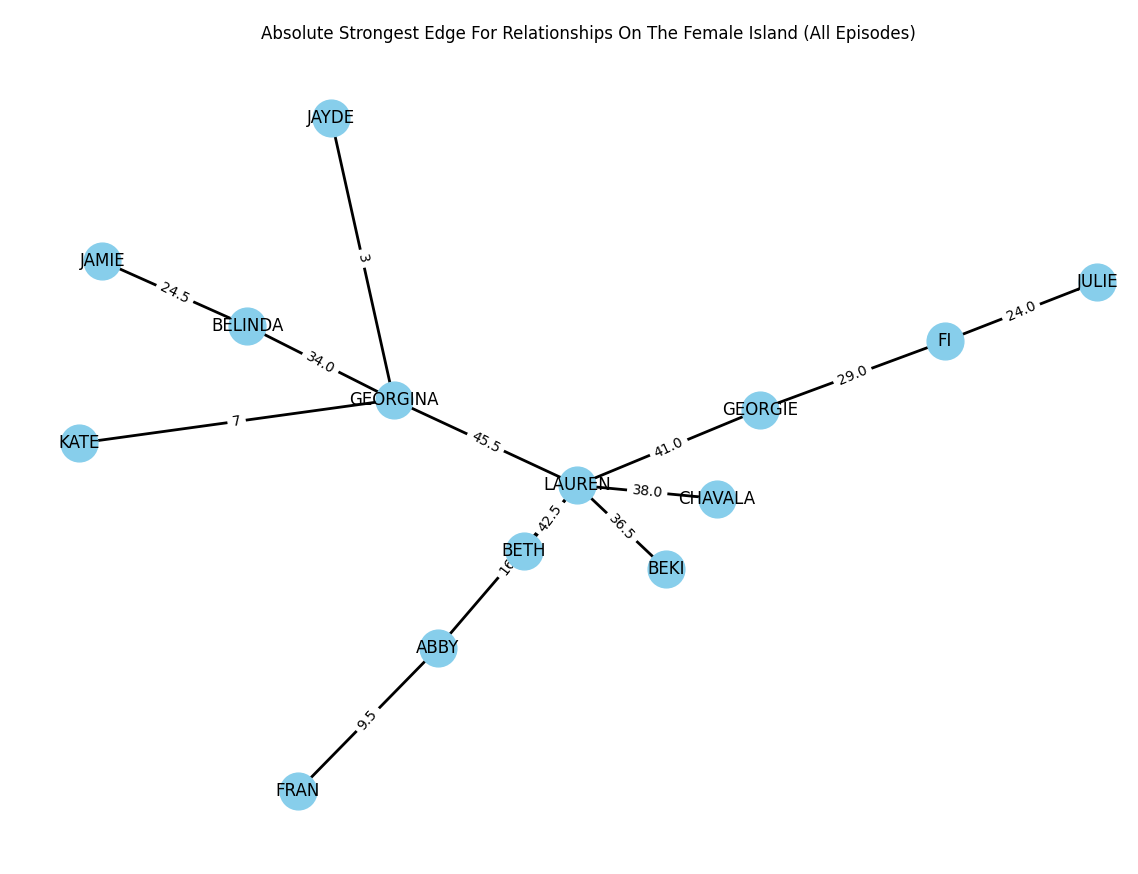 Absolute Strongest Edge For Relationships On The Female Island (All Episodes)
JAYDE
3
JAMIE
24.5
BELINDA
34.0
GEORGINA
KATE
7
45.5
JULIE
24.0
FI
29.0
GEORGIE
41.0
LAUREN
38.0
CHAVALA
42.5
36.5
BETH
BEKI
ABBY
9.5
FRAN